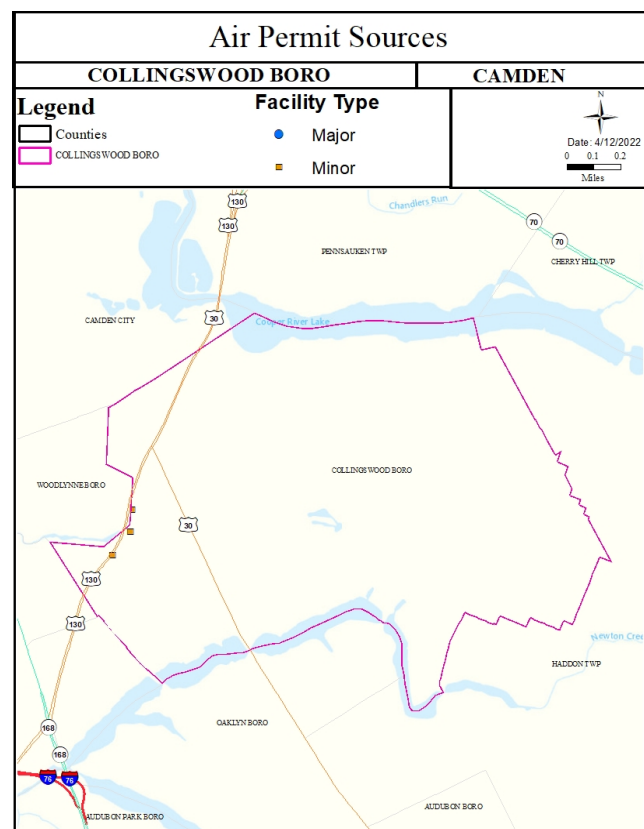 Air Permit Sources
COLLINGSWOOD BORO
CAMDEN
Legend
Counties
COLLINGSWOOD BORO
Facility Type
Major
Minor
N
Date: 4/12/2022
0 0.1 0.2
Miles
130
130
Chandlers Run
70
70
PENNSAUKEN TWP
CHERRY HILL TWP
30
CAMDEN CITY
Cooper River Lake
COLLINGSWOOD BORO
WOODLYNNE BORO
30
130
130
Newton Cree
HADDON TWP
OAKLYN BORO
168
168
76
76
AUDUBON BORO
AUDUBON PARK BORO